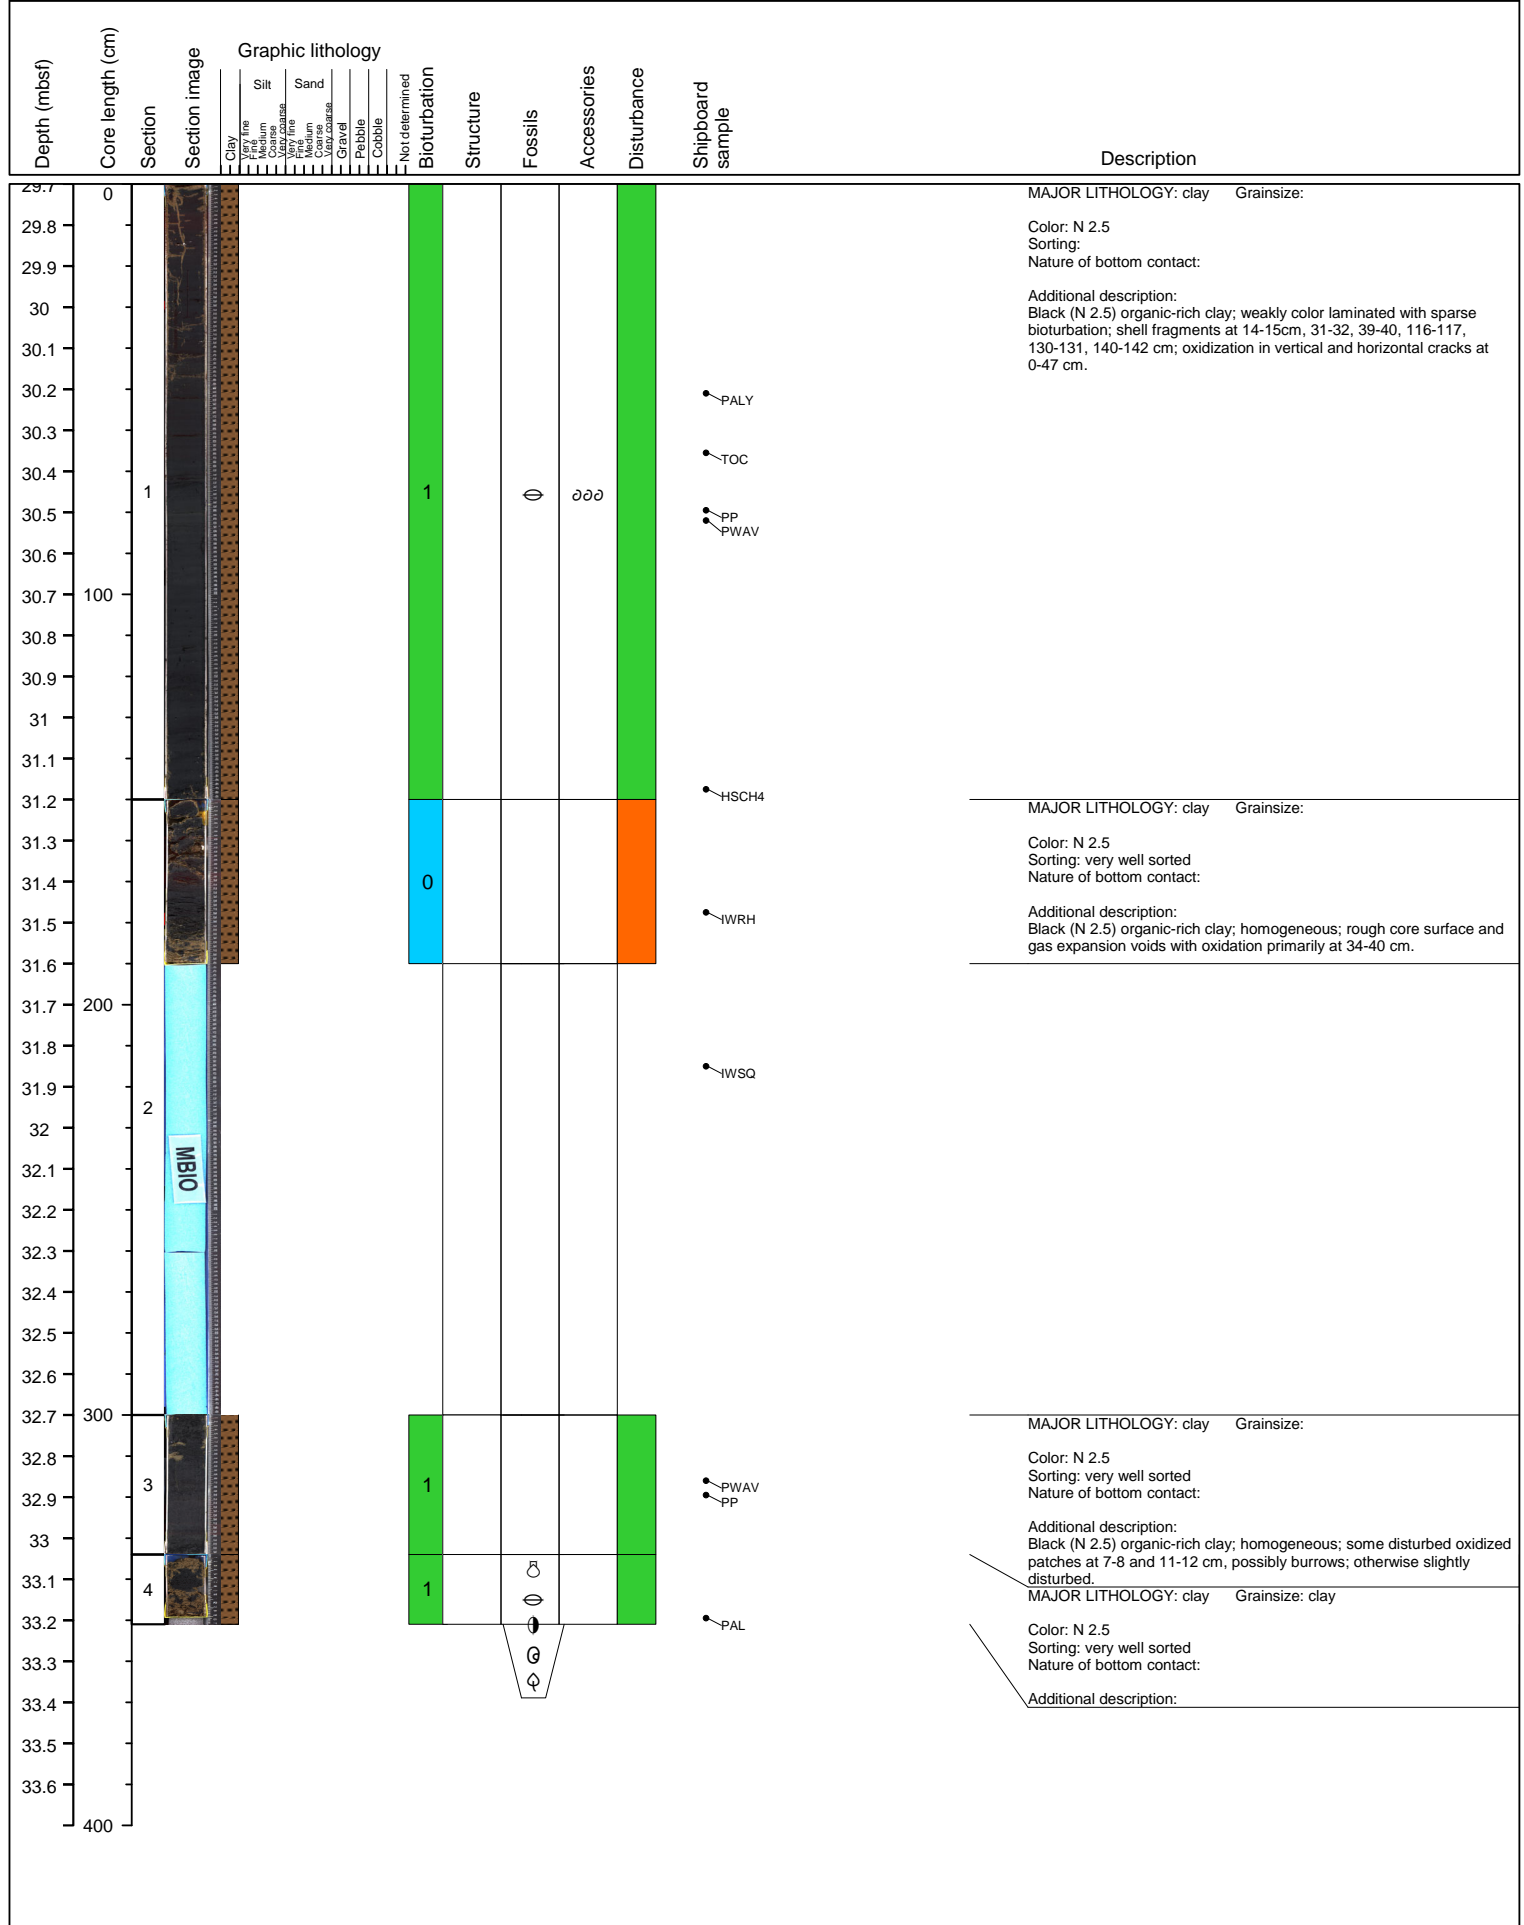 Depth (mbsf)
Core length (cm)
Section
Section image
Graphic lithology
Clay
Silt
Very fine
Fine
Medium
Coarse
Very coarse
Sand
Very fine
Fine
Medium
Coarse
Very coarse
Gravel
Pebble
Cobble
Not determined
Bioturbation
Structure
Fossils
Accessories
Disturbance
Shipboard
sample
Description
29.7
29.8
29.9
30
30.1
30.2
30.3
30.4
30.5
30.6
30.7
30.8
30.9
31
31.1
31.2
31.3
31.4
31.5
31.6
31.7
31.8
31.9
32
32.1
32.2
32.3
32.4
32.5
32.6
32.7
32.8
32.9
33
33.1
33.2
33.3
33.4
33.5
33.6
0
100
200
300
400
1
2
3
4
MBIO
1
0
1
1
PALY
TOC
PP
PWAV
HSCH4
IWRH
IWSQ
PWAV
PP
PAL
MAJOR LITHOLOGY: clay Grainsize:
Color: N 2.5
Sorting:
Nature of bottom contact:
Additional description:
Black (N 2.5) organic-rich clay; weakly color laminated with sparse
bioturbation; shell fragments at 14-15cm, 31-32, 39-40, 116-117,
130-131, 140-142 cm; oxidization in vertical and horizontal cracks at
0-47 cm.
MAJOR LITHOLOGY: clay Grainsize:
Color: N 2.5
Sorting: very well sorted
Nature of bottom contact:
Additional description:
Black (N 2.5) organic-rich clay; homogeneous; rough core surface and
gas expansion voids with oxidation primarily at 34-40 cm.
MAJOR LITHOLOGY: clay Grainsize:
Color: N 2.5
Sorting: very well sorted
Nature of bottom contact:
Additional description:
Black (N 2.5) organic-rich clay; homogeneous; some disturbed oxidized
patches at 7-8 and 11-12 cm, possibly burrows; otherwise slightly
disturbed.
MAJOR LITHOLOGY: clay Grainsize: clay
Color: N 2.5
Sorting: very well sorted
Nature of bottom contact:
Additional description: